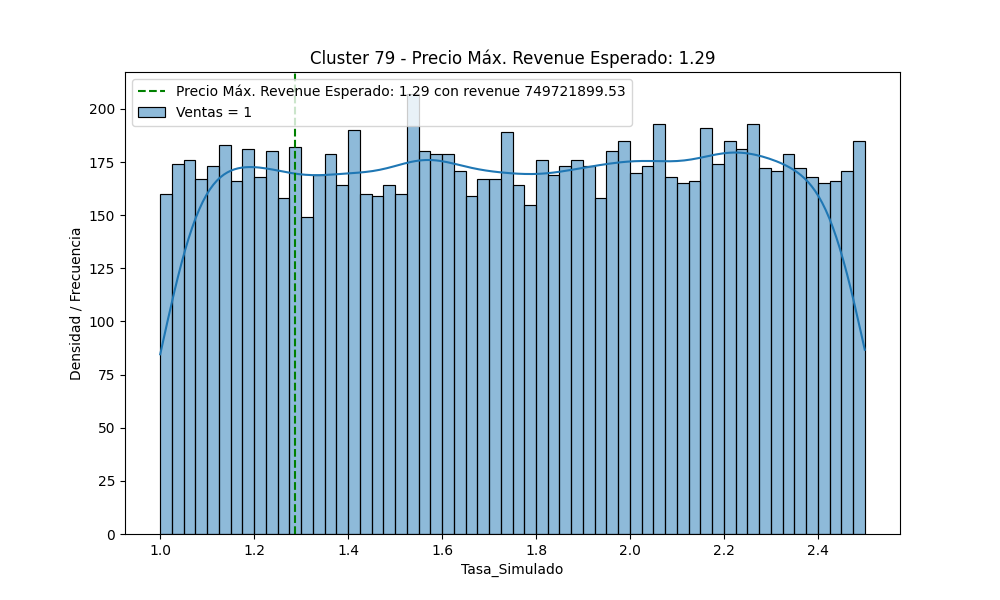 Cluster 79 - Precio Máx. Revenue Esperado: 1.29
Precio Máx. Revenue Esperado: 1.29 con revenue 749721899.53
Ventas = 1
Densidad / Frecuencia
200
175
150
125
100
75
50
25
0
1.0 1.2 1.4 1.6 1.8 2.0 2.2 2.4
Tasa_Simulado